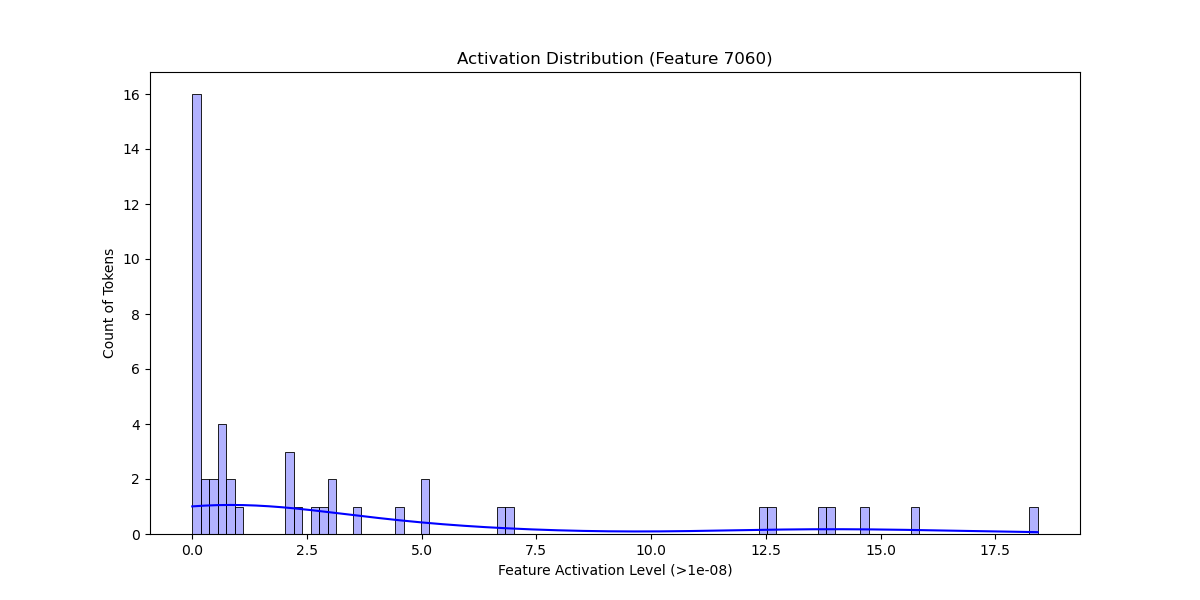 Activation Distribution (Feature 7060)
Count of Tokens
16
14
12
10
8
6
4
2
0
0.0 2.5 5.0 7.5 10.0 12.5 15.0 17.5
Feature Activation Level (>1e-08)